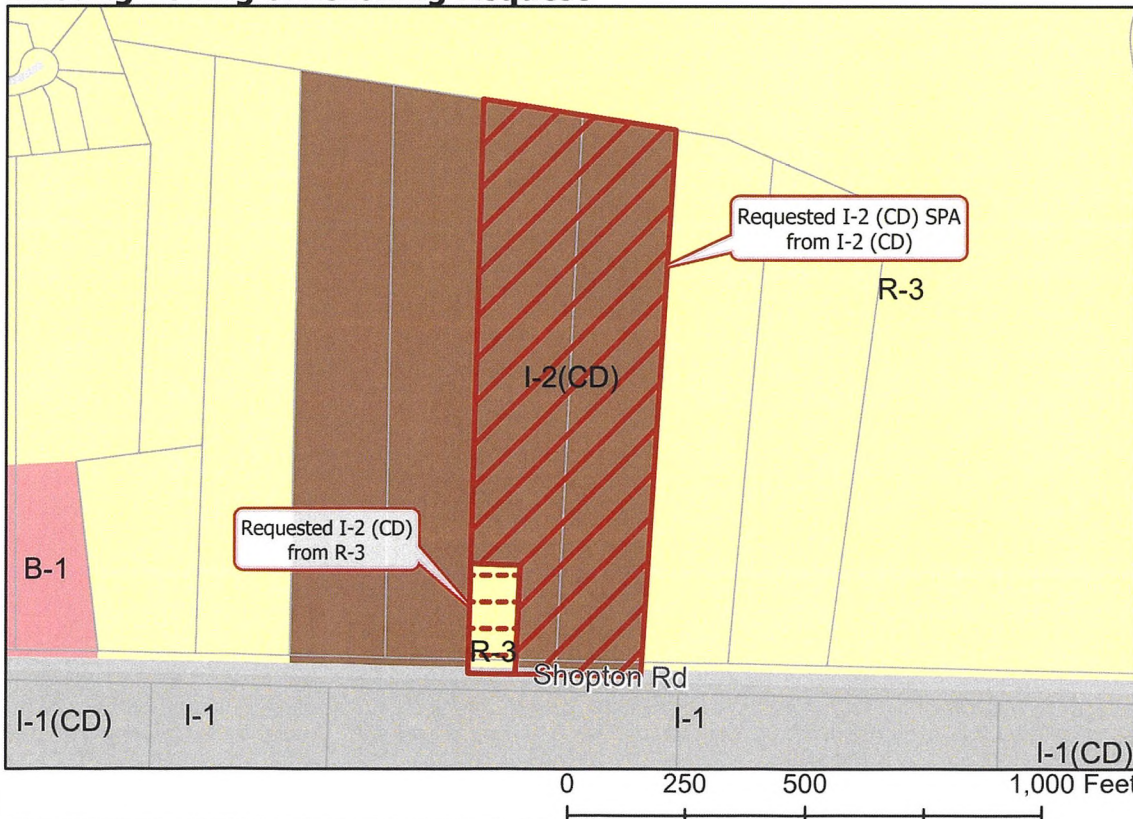 Requested I-2 (CD) SPA
from I-2 (CD)
R-3
I-2(CD)
Requested I-2 (CD)
from R-3
B-1
R-3
Shopton Rd
I-1(CD)
I-1
I-1
I-1(CD)
0 250 500 1,000 Feet